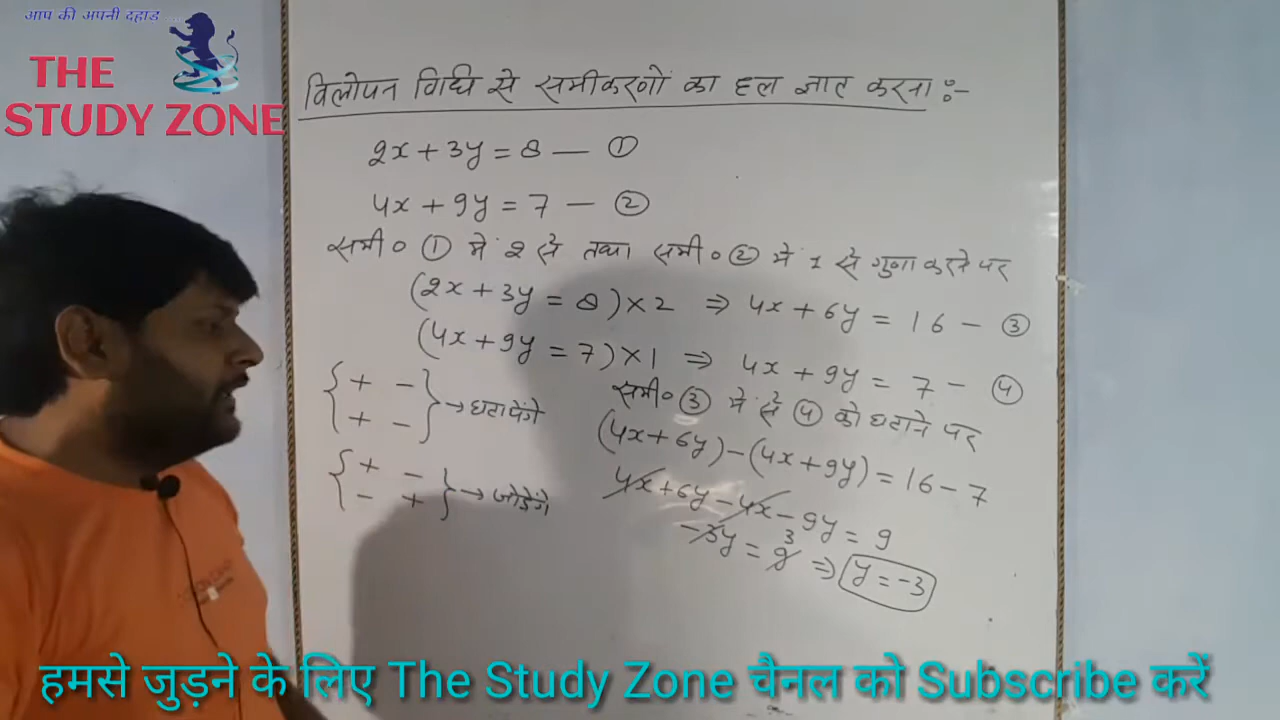 आप की अपनी दहाड़ ....
THE
STUDY ZONE
विलोपन विधि से समीकरणों का हल ज्ञात करना :-
2x + 3y = 8 — ①
4x + 9y = 7 — ②
समी० ① में 2 से तथा समी० ② में 1 से गुणा करने पर
(2x + 3y = 8) × 2 ⇒ 4x + 6y = 16 — ③
(4x + 9y = 7) × 1 ⇒ 4x + 9y = 7 — ④
समी० ③ में से ④ को घटाने पर
{ + − } → घटायेंगे
+ −
{ + − } → जोड़ेंगे
− +
(4x + 6y) − (4x + 9y) = 16 − 7
4x + 6y − 4x − 9y = 9
−3y = 9 3 ⇒ y = −3
हमसे जुड़ने के लिए The Study Zone चैनल को Subscribe करें